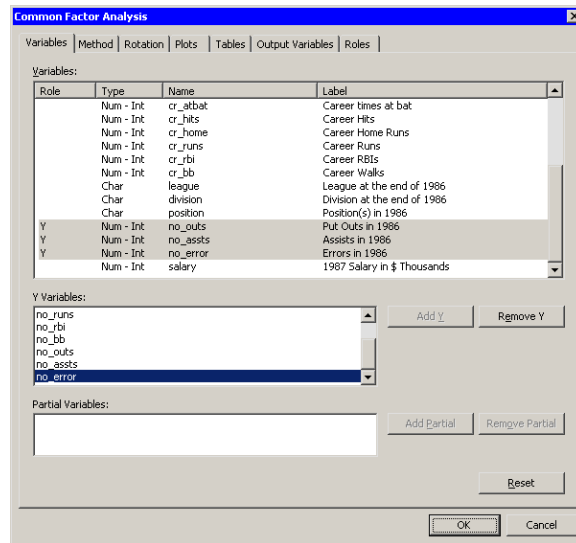 Common Factor Analysis
Variables Method Rotation Plots Tables Output Variables Roles
Variables:
Role Type Name Label
Num - Int cr_atbat Career times at bat
Num - Int cr_hits Career Hits
Num - Int cr_home Career Home Runs
Num - Int cr_runs Career Runs
Num - Int cr_rbi Career RBIs
Num - Int cr_bb Career Walks
Char league League at the end of 1986
Char division Division at the end of 1986
Char position Position(s) in 1986
Y Num - Int no_outs Put Outs in 1986
Y Num - Int no_assts Assists in 1986
Y Num - Int no_error Errors in 1986
Num - Int salary 1987 Salary in $ Thousands
Y Variables:
no_runs
no_rbi
no_bb
no_outs
no_assts
no_error
Add Y Remove Y
Partial Variables:
Add Partial Remove Partial
Reset
OK Cancel